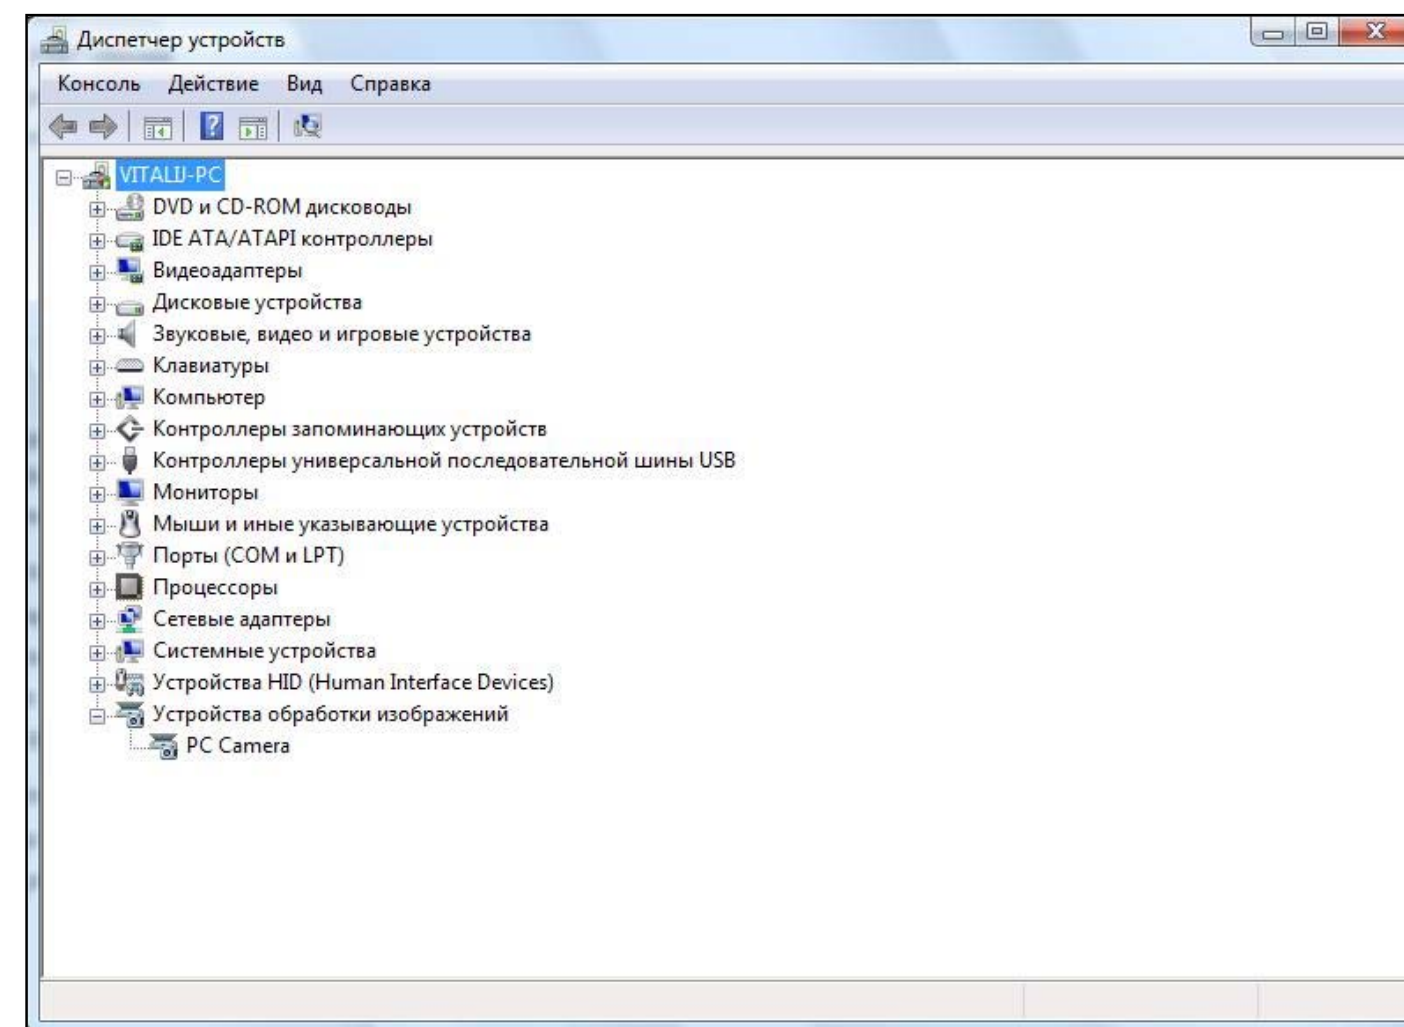 Диспетчер устройств
Консоль Действие Вид Справка
VITALIJ-PC
DVD и CD-ROM дисководы
IDE ATA/ATAPI контроллеры
Видеоадаптеры
Дисковые устройства
Звуковые, видео и игровые устройства
Клавиатуры
Компьютер
Контроллеры запоминающих устройств
Контроллеры универсальной последовательной шины USB
Мониторы
Мыши и иные указывающие устройства
Порты (COM и LPT)
Процессоры
Сетевые адаптеры
Системные устройства
Устройства HID (Human Interface Devices)
Устройства обработки изображений
PC Camera